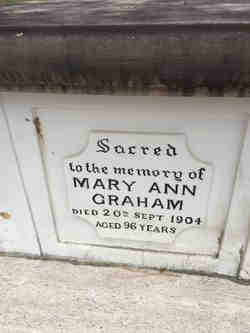 Sacred
to the memory of
MARY ANN
GRAHAM
DIED 20TH SEPT 1904
AGED 96 YEARS